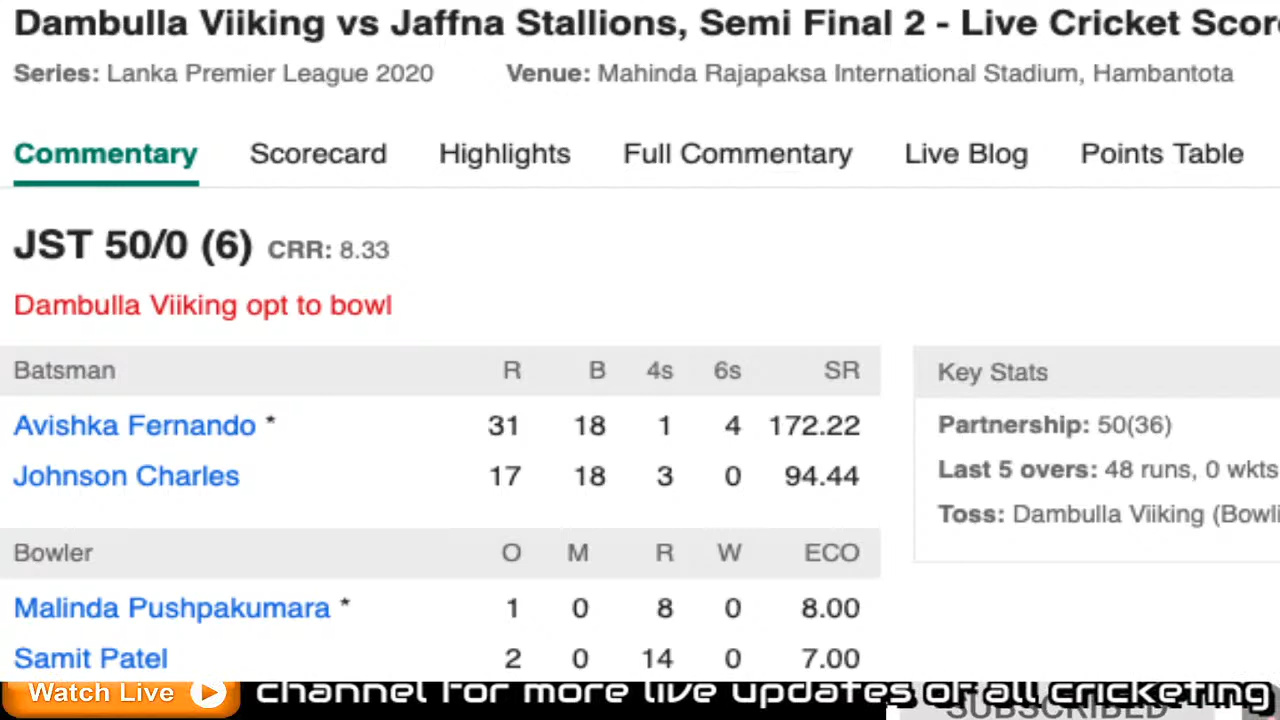 Dambulla Viiking vs Jaffna Stallions, Semi Final 2 - Live Cricket Scor
Series: Lanka Premier League 2020 Venue: Mahinda Rajapaksa International Stadium, Hambantota
Commentary Scorecard Highlights Full Commentary Live Blog Points Table
JST 50/0 (6) CRR: 8.33
Dambulla Viiking opt to bowl
Batsman R B 4s 6s SR
Avishka Fernando * 31 18 1 4 172.22
Johnson Charles 17 18 3 0 94.44
Bowler O M R W ECO
Malinda Pushpakumara * 1 0 8 0 8.00
Samit Patel 2 0 14 0 7.00
Key Stats
Partnership: 50(36)
Last 5 overs: 48 runs, 0 wkts
Toss: Dambulla Viiking (Bowli
Watch Live channel for more live updates of all cricketing
SUBSCRIBED